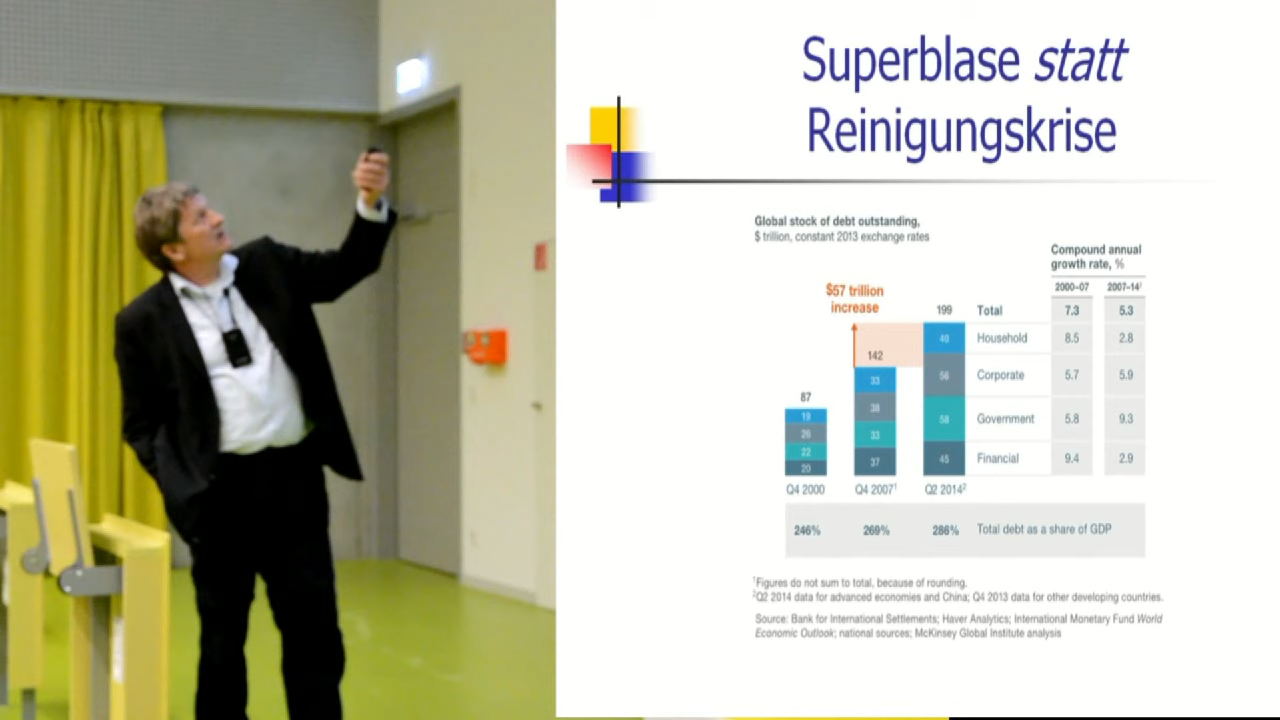 Superblase statt
Reinigungskrise
Global stock of debt outstanding,
$ trillion, constant 2013 exchange rates
Compound annual
growth rate, %
$57 trillion
increase
2000–07 2007–14¹
199 Total 7.3 5.3
40 Household 8.5 2.8
142
33
56 Corporate 5.7 5.9
87
38
19
58 Government 5.8 9.3
26
33
22
37 45 Financial 9.4 2.9
20
Q4 2000 Q4 2007¹ Q2 2014²
246% 269% 286% Total debt as a share of GDP
¹Figures do not sum to total, because of rounding.
²Q2 2014 data for advanced economies and China; Q4 2013 data for other developing countries.
Source: Bank for International Settlements; Haver Analytics; International Monetary Fund World
Economic Outlook; national sources; McKinsey Global Institute analysis